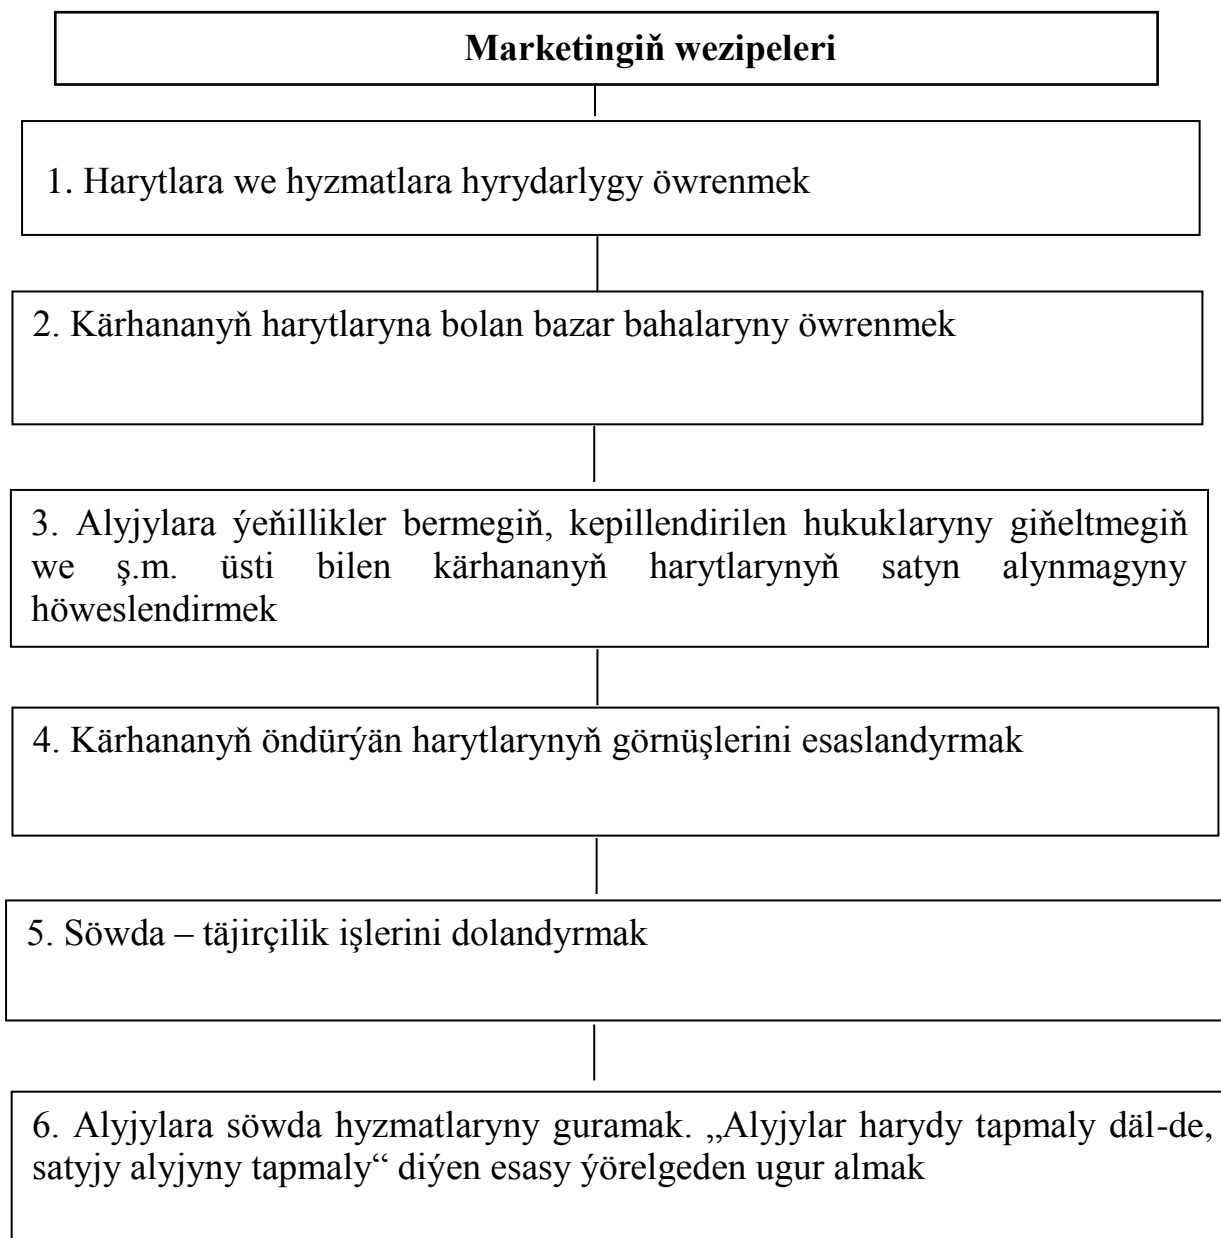 Marketingiň wezipeleri
1. Harytlara we hyzmatlara hyrydarlygy öwrenmek
2. Kärhananyň harytlaryna bolan bazar bahalaryny öwrenmek
3. Alyjylara ýeňillikler bermegiň, kepillendirilen hukuklaryny giňeltmegiň
we ş.m. üsti bilen kärhananyň harytlarynyň satyn alynmagyny
höweslendirmek
4. Kärhananyň öndürýän harytlarynyň görnüşlerini esaslandyrmak
5. Söwda – täjirçilik işlerini dolandyrmak
6. Alyjylara söwda hyzmatlaryny guramak. „Alyjylar harydy tapmaly däl-de,
satyjy alyjyny tapmaly“ diýen esasy ýörelgeden ugur almak